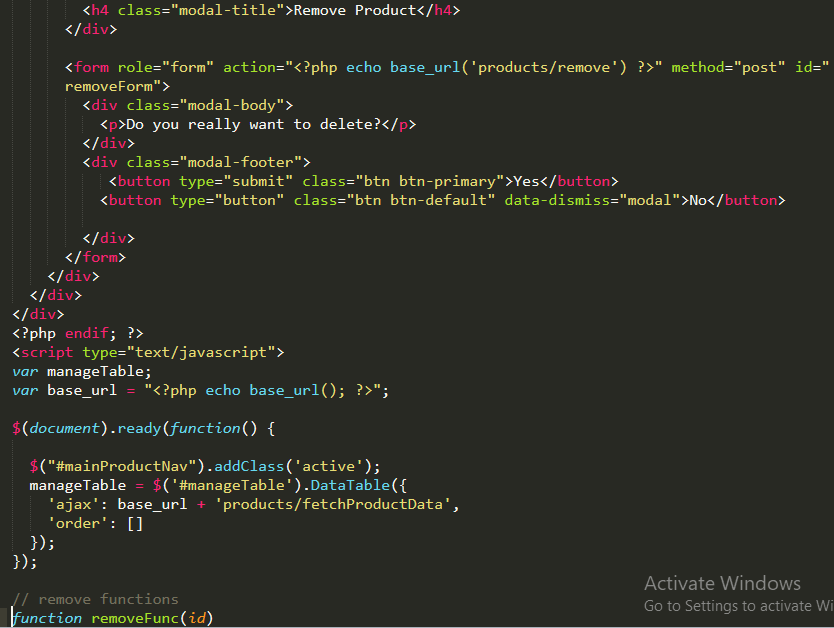 <h4 class="modal-title">Remove Product</h4>
</div>
<form role="form" action="<?php echo base_url('products/remove') ?>" method="post" id="
removeForm">
<div class="modal-body">
<p>Do you really want to delete?</p>
</div>
<div class="modal-footer">
<button type="submit" class="btn btn-primary">Yes</button>
<button type="button" class="btn btn-default" data-dismiss="modal">No</button>
</div>
</form>
</div>
</div>
</div>
<?php endif; ?>
<script type="text/javascript">
var manageTable;
var base_url = "<?php echo base_url(); ?>";
$(document).ready(function() {
$("#mainProductNav").addClass('active');
manageTable = $('#manageTable').DataTable({
'ajax': base_url + 'products/fetchProductData',
'order': []
});
});
// remove functions
function removeFunc(id)
Activate Windows
Go to Settings to activate Wi